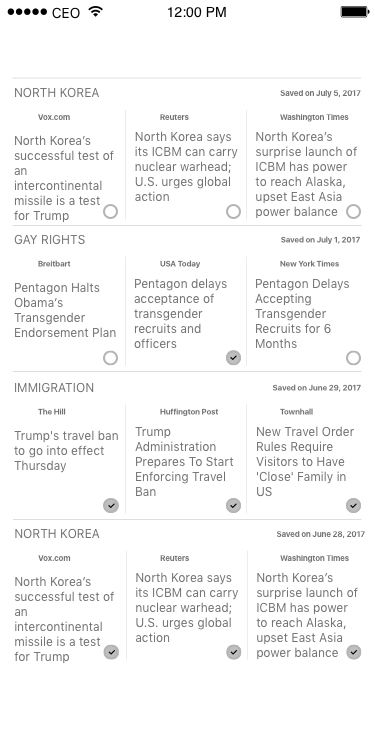 CEO 12:00 PM
NORTH KOREA Saved on July 5, 2017
Vox.com
North Korea's
successful test of
an
intercontinental
missile is a test
for Trump
Reuters
North Korea says
its ICBM can carry
nuclear warhead;
U.S. urges global
action
Washington Times
North Korea's
surprise launch of
ICBM has power
to reach Alaska,
upset East Asia
power balance
GAY RIGHTS Saved on July 1, 2017
Breitbart
Pentagon Halts
Obama's
Transgender
Endorsement Plan
USA Today
Pentagon delays
acceptance of
transgender
recruits and
officers
New York Times
Pentagon Delays
Accepting
Transgender
Recruits for 6
Months
IMMIGRATION Saved on June 29, 2017
The Hill
Trump's travel ban
to go into effect
Thursday
Huffington Post
Trump
Administration
Prepares To Start
Enforcing Travel
Ban
Townhall
New Travel Order
Rules Require
Visitors to Have
'Close' Family in
US
NORTH KOREA Saved on June 28, 2017
Vox.com
North Korea's
successful test of
an
intercontinental
missile is a test
for Trump
Reuters
North Korea says
its ICBM can carry
nuclear warhead;
U.S. urges global
action
Washington Times
North Korea's
surprise launch of
ICBM has power
to reach Alaska,
upset East Asia
power balance